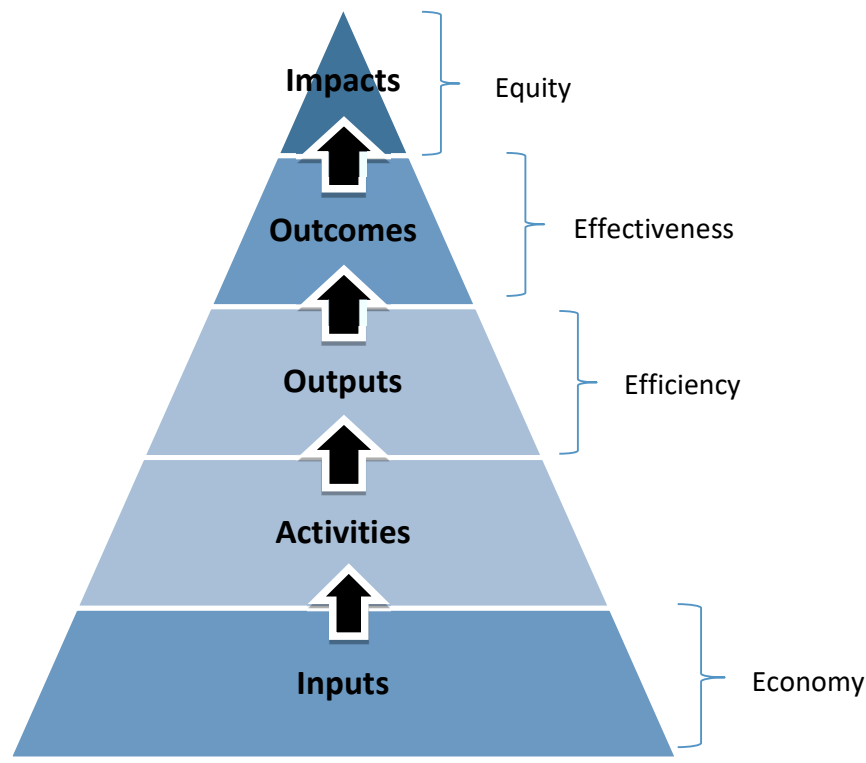 Impacts
Equity
Outcomes
Effectiveness
Outputs
Efficiency
Activities
Inputs
Economy